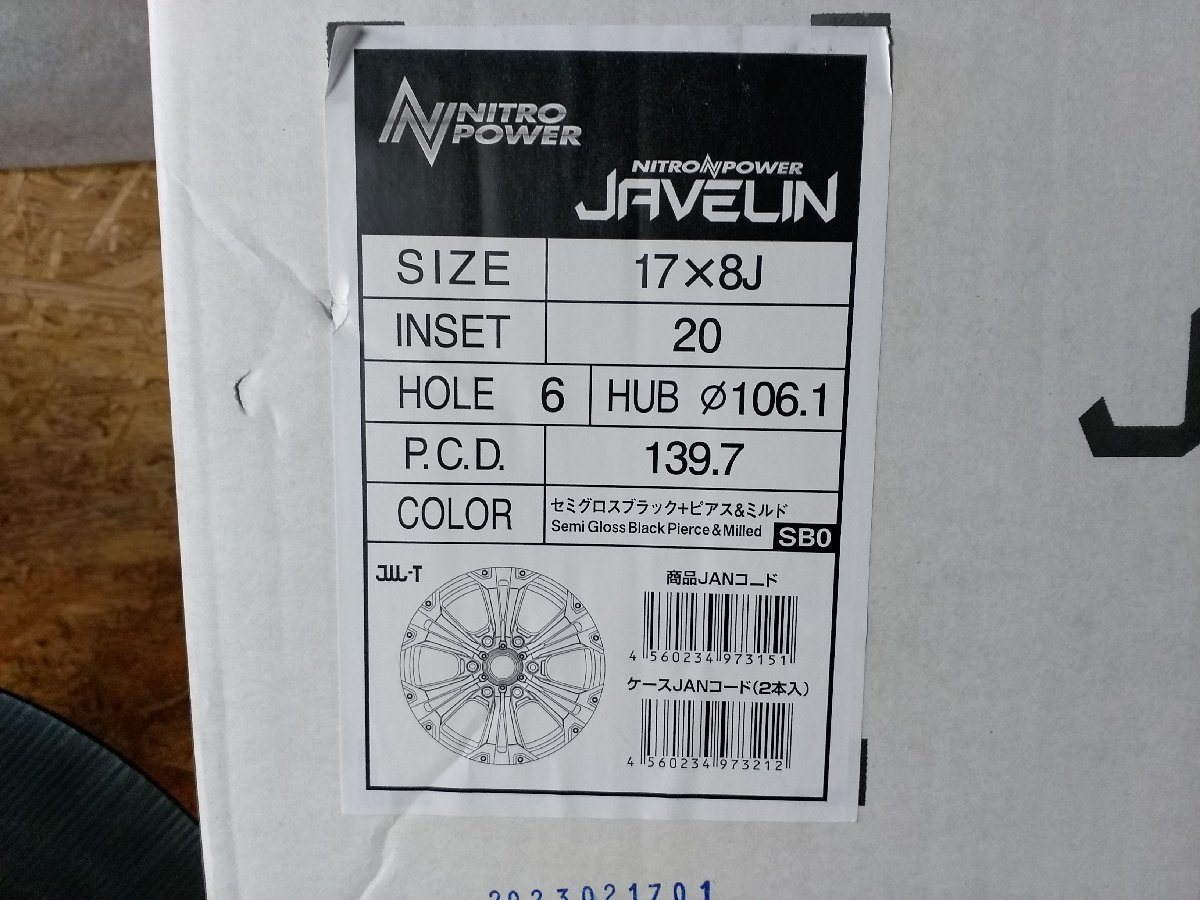 NITRO
POWER
NITRO POWER
JAVELIN
SIZE 17×8J
INSET 20
HOLE 6 HUB ⌀106.1
P.C.D. 139.7
COLOR セミグロスブラック+ピアス&ミルド
Semi Gloss Black Pierce & Milled SB0
JWL-T
商品JANコード
4 560234 973151
ケースJANコード(2本入)
4 560234 973212
J
2023021701